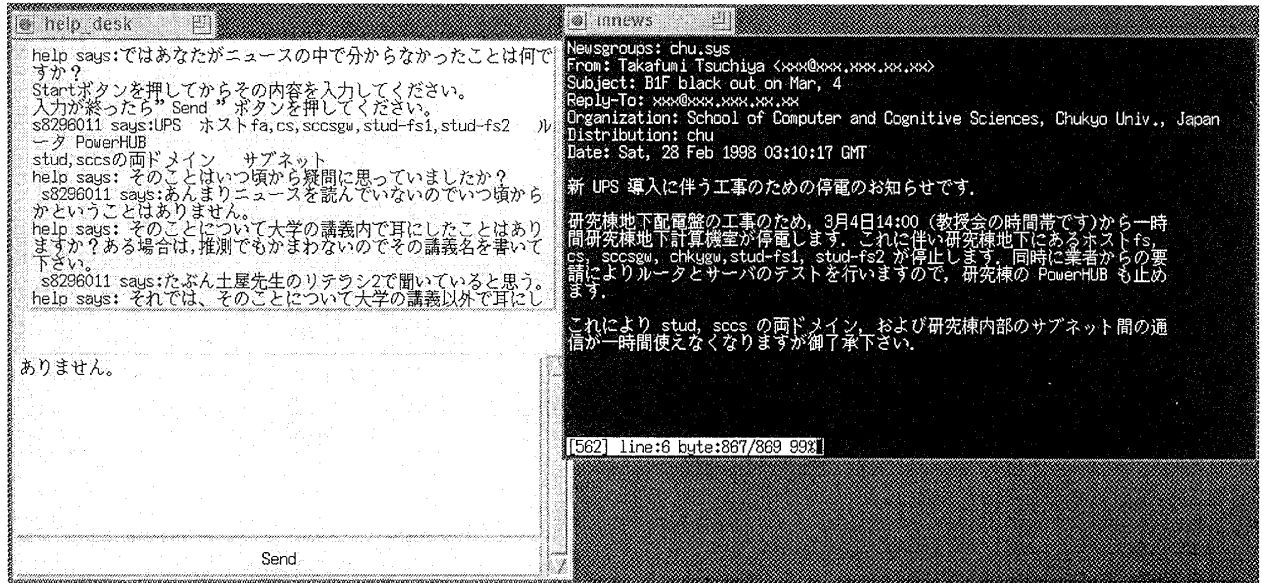 help_desk
help says:ではあなたがニュースの中で分からなかったことは何で
すか？
Startボタンを押してからその内容を入力してください。
入力が終ったら” Send ” ボタンを押してください。
s8296011 says:UPS ホストfa,cs,sccsgw,stud-fs1,stud-fs2 ル
ータ PowerHUB
stud,sccsの両ドメイン サブネット
help says: そのことはいつ頃から疑問に思っていましたか？
s8296011 says:あんまりニュースを読んでいないのでいつ頃から
かということはありません。
help says: そのことについて大学の講義内で耳にしたことはあり
ますか？ある場合は,推測でもかまわないのでその講義名を書いて
下さい。
s8296011 says:たぶん土屋先生のリテラシ2で聞いていると思う。
help says: それでは、そのことについて大学の講義以外で耳にし
ありません。
Send
innews
Newsgroups: chu.sys
From: Takafumi Tsuchiya <xxx@xxx.xxx.xx.xx>
Subject: B1F black out on Mar, 4
Reply-To: xxx@xxx.xxx.xx.xx
Organization: School of Computer and Cognitive Sciences, Chukyo Univ., Japan
Distribution: chu
Date: Sat, 28 Feb 1998 03:10:17 GMT
新 UPS 導入に伴う工事のための停電のお知らせです．
研究棟地下配電盤の工事のため，3月4日14:00 (教授会の時間帯です)から一時
間研究棟地下計算機室が停電します．これに伴い研究棟地下にあるホストfs,
cs, sccsgw, chkygw,stud-fs1, stud-fs2 が停止します．同時に業者からの要
請によりルータとサーバのテストを行いますので，研究棟の PowerHUB も止め
ます．
これにより stud, sccs の両ドメイン，および研究棟内部のサブネット間の通
信が一時間使えなくなりますが御了承下さい．
[562] line:6 byte:867/869 99%